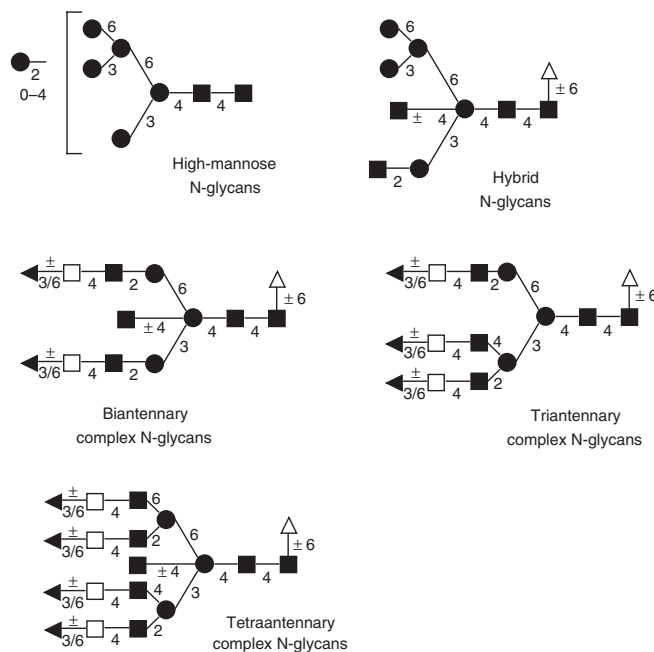 6
2
0–4
3
6
4 4
3
High-mannose
N-glycans
6
3
6
± 6
± 4 4 4
3
2
Hybrid
N-glycans
±
3/6 4 2
6
± 6
± 4 4 4
3
±
3/6 4 2
Biantennary
complex N-glycans
±
3/6 4 2
6
± 6
4 4
3
±
3/6 4 4
±
3/6 4 2
Triantennary
complex N-glycans
±
3/6 4 6
6
±
3/6 4 2
± 6
± 4 4 4
3
±
3/6 4 4
±
3/6 4 2
Tetraantennary
complex N-glycans